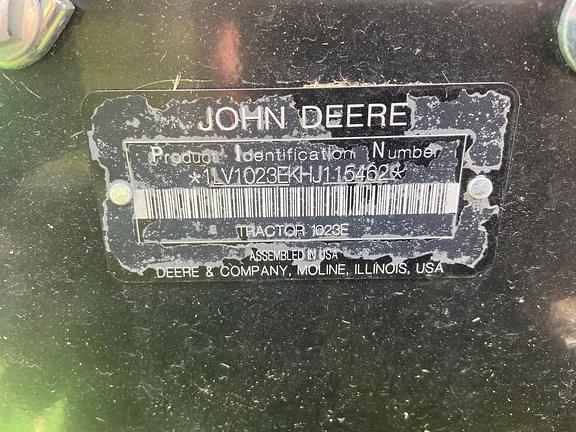 JOHN DEERE
Product Identification Number
*1LV1023EKHJ115462*
TRACTOR 1023E
ASSEMBLED IN USA
DEERE & COMPANY, MOLINE, ILLINOIS, USA